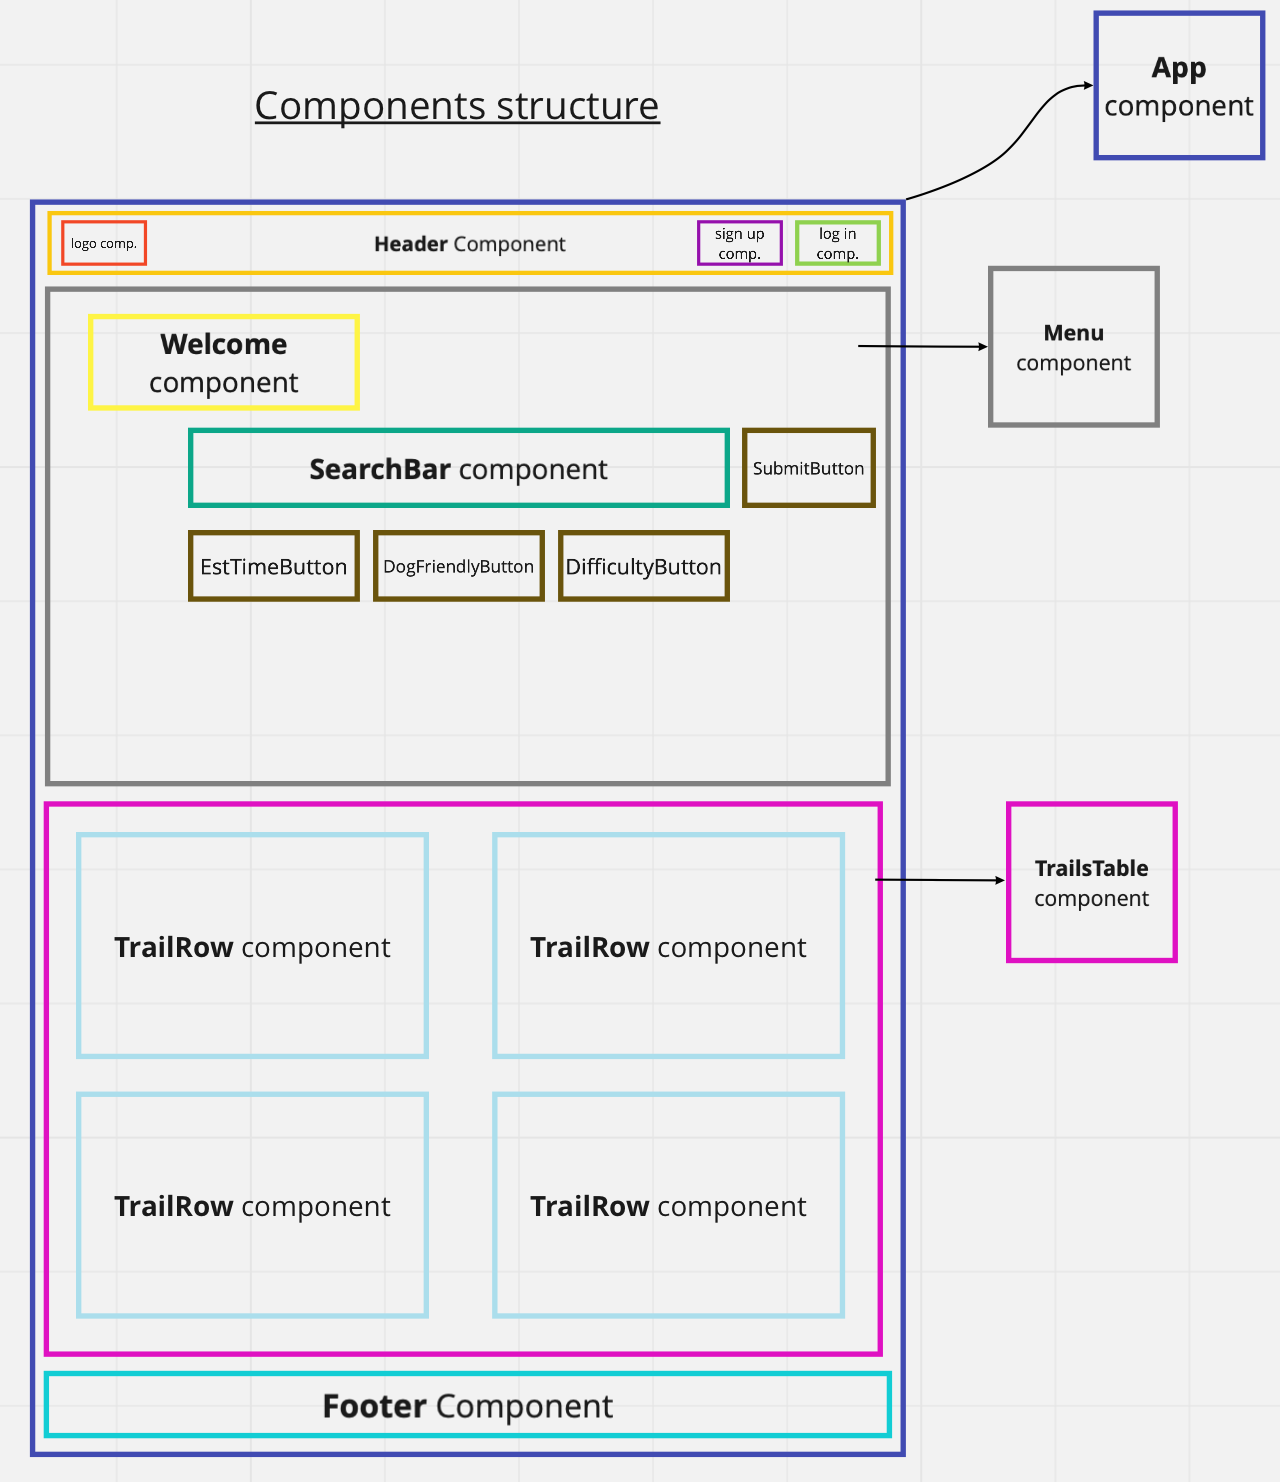 App
component
Components structure
logo comp.
Header Component
sign up
comp.
log in
comp.
Welcome
component
Menu
component
SearchBar component
SubmitButton
EstTimeButton
DogFriendlyButton
DifficultyButton
TrailsTable
component
TrailRow component
TrailRow component
TrailRow component
TrailRow component
Footer Component